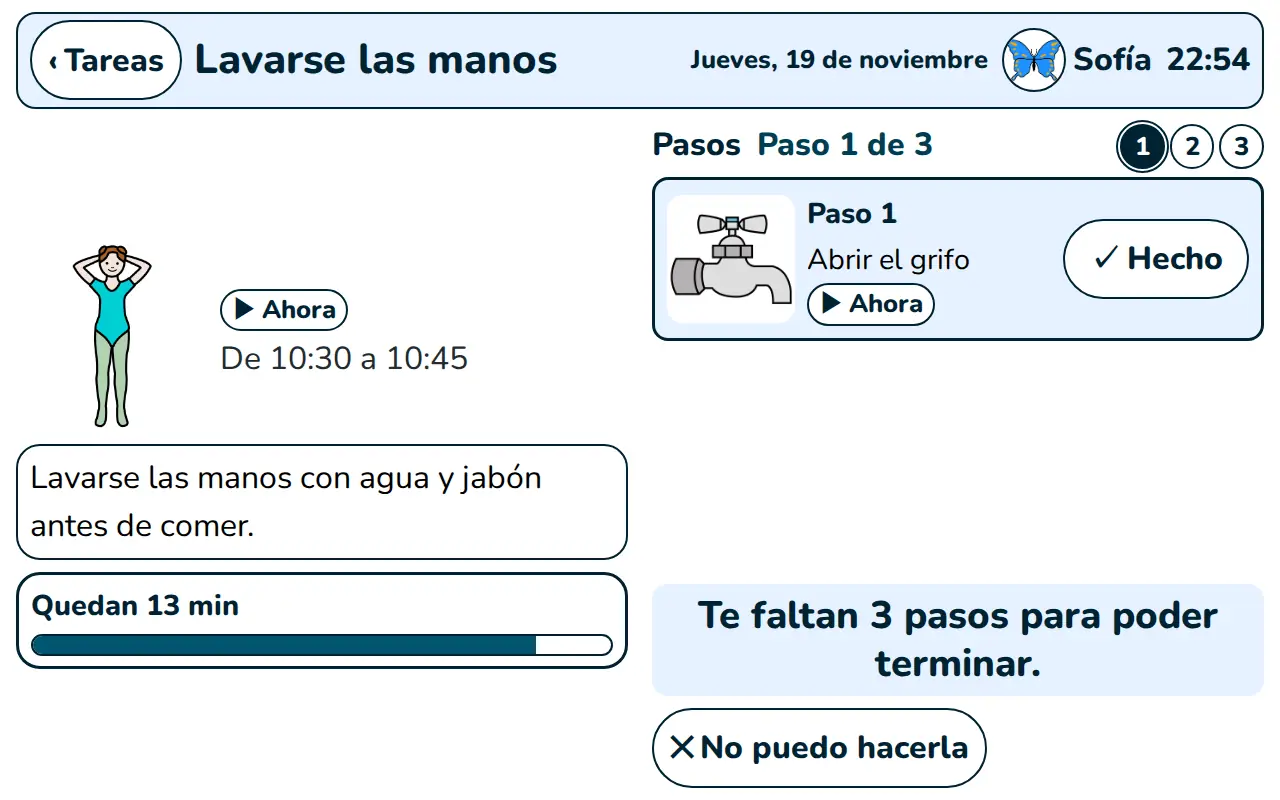 ‹ Tareas
Lavarse las manos
Jueves, 19 de noviembre
Sofía 22:54
▶ Ahora
De 10:30 a 10:45
Lavarse las manos con agua y jabón
antes de comer.
Quedan 13 min
Pasos Paso 1 de 3
1 2 3
Paso 1
Abrir el grifo
▶ Ahora
✓ Hecho
Te faltan 3 pasos para poder
terminar.
✕ No puedo hacerla